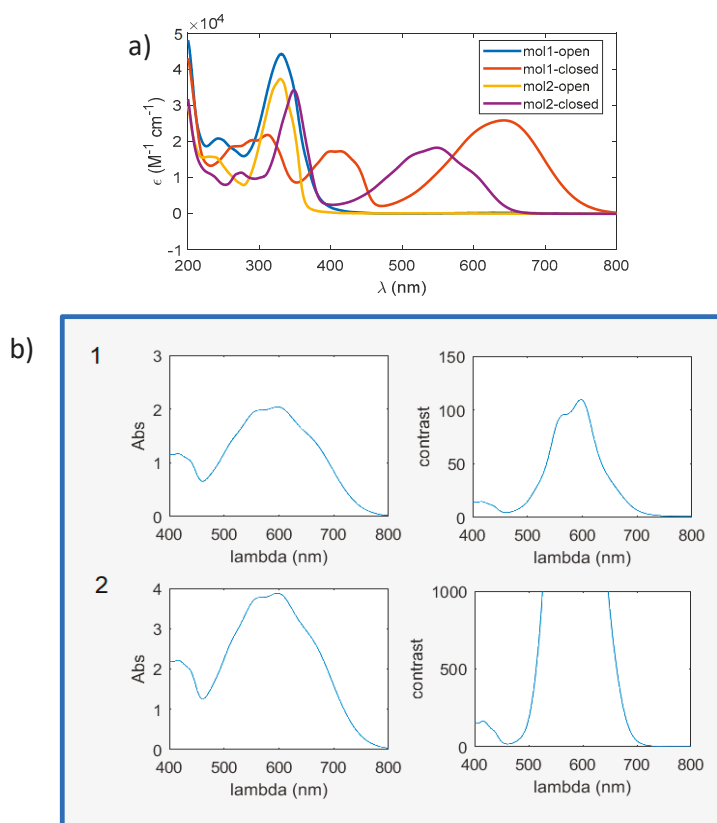 a)
×10⁴
5
4
3
2
1
0
-1
ϵ (M⁻¹ cm⁻¹)
mol1-open
mol1-closed
mol2-open
mol2-closed
200 300 400 500 600 700 800
λ (nm)
b)
1
3
2
1
0
Abs
400 500 600 700 800
lambda (nm)
150
100
50
0
contrast
400 500 600 700 800
lambda (nm)
2
4
3
2
1
0
Abs
400 500 600 700 800
lambda (nm)
1000
500
0
contrast
400 500 600 700 800
lambda (nm)